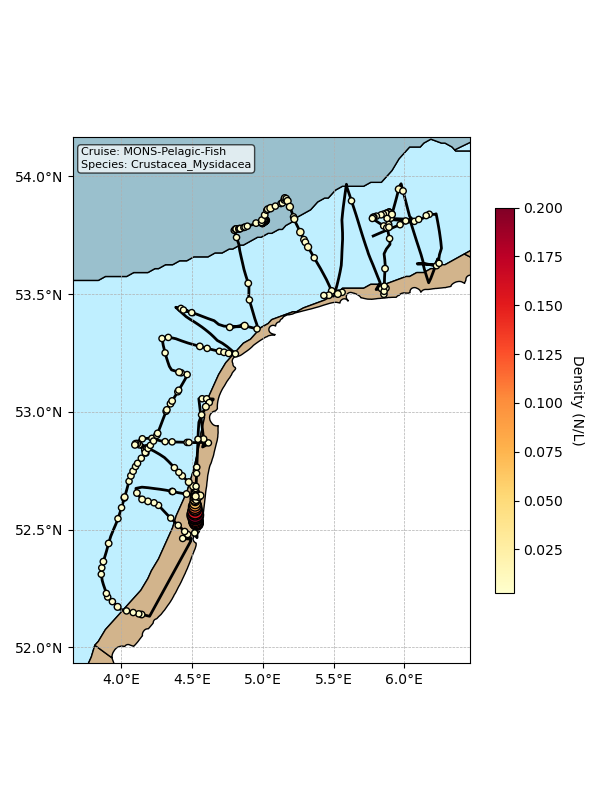 Cruise: MONS-Pelagic-Fish
Species: Crustacea_Mysidacea
54.0°N
53.5°N
53.0°N
52.5°N
52.0°N
4.0°E 4.5°E 5.0°E 5.5°E 6.0°E
0.200
0.175
0.150
0.125
0.100
0.075
0.050
0.025
Density (N/L)